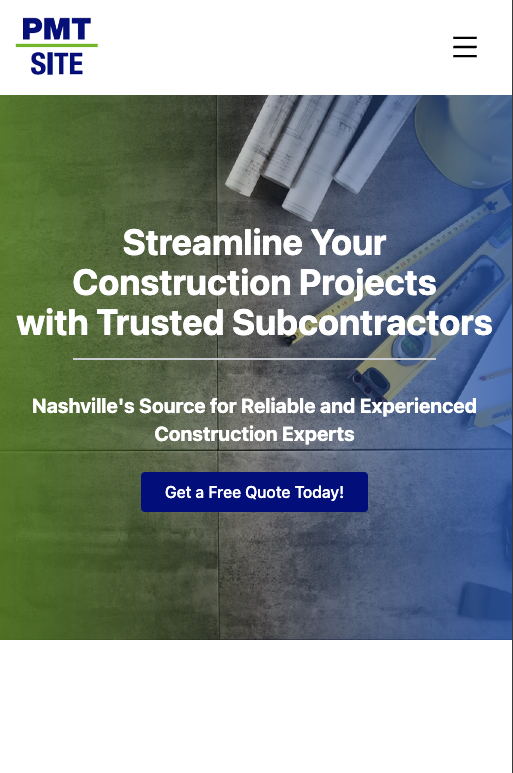 PMT
SITE
Streamline Your
Construction Projects
with Trusted Subcontractors
Nashville's Source for Reliable and Experienced
Construction Experts
Get a Free Quote Today!